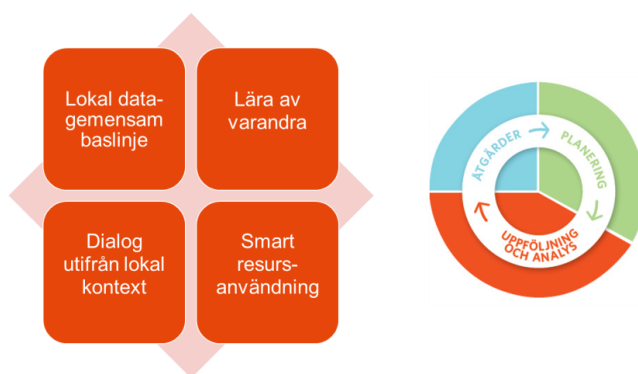 Lokal data-
gemensam
baslinje
Lära av
varandra
Dialog
utifrån lokal
kontext
Smart
resurs-
användning
ÅTGÄRDER
PLANERING
UPPFÖLJNING
OCH ANALYS